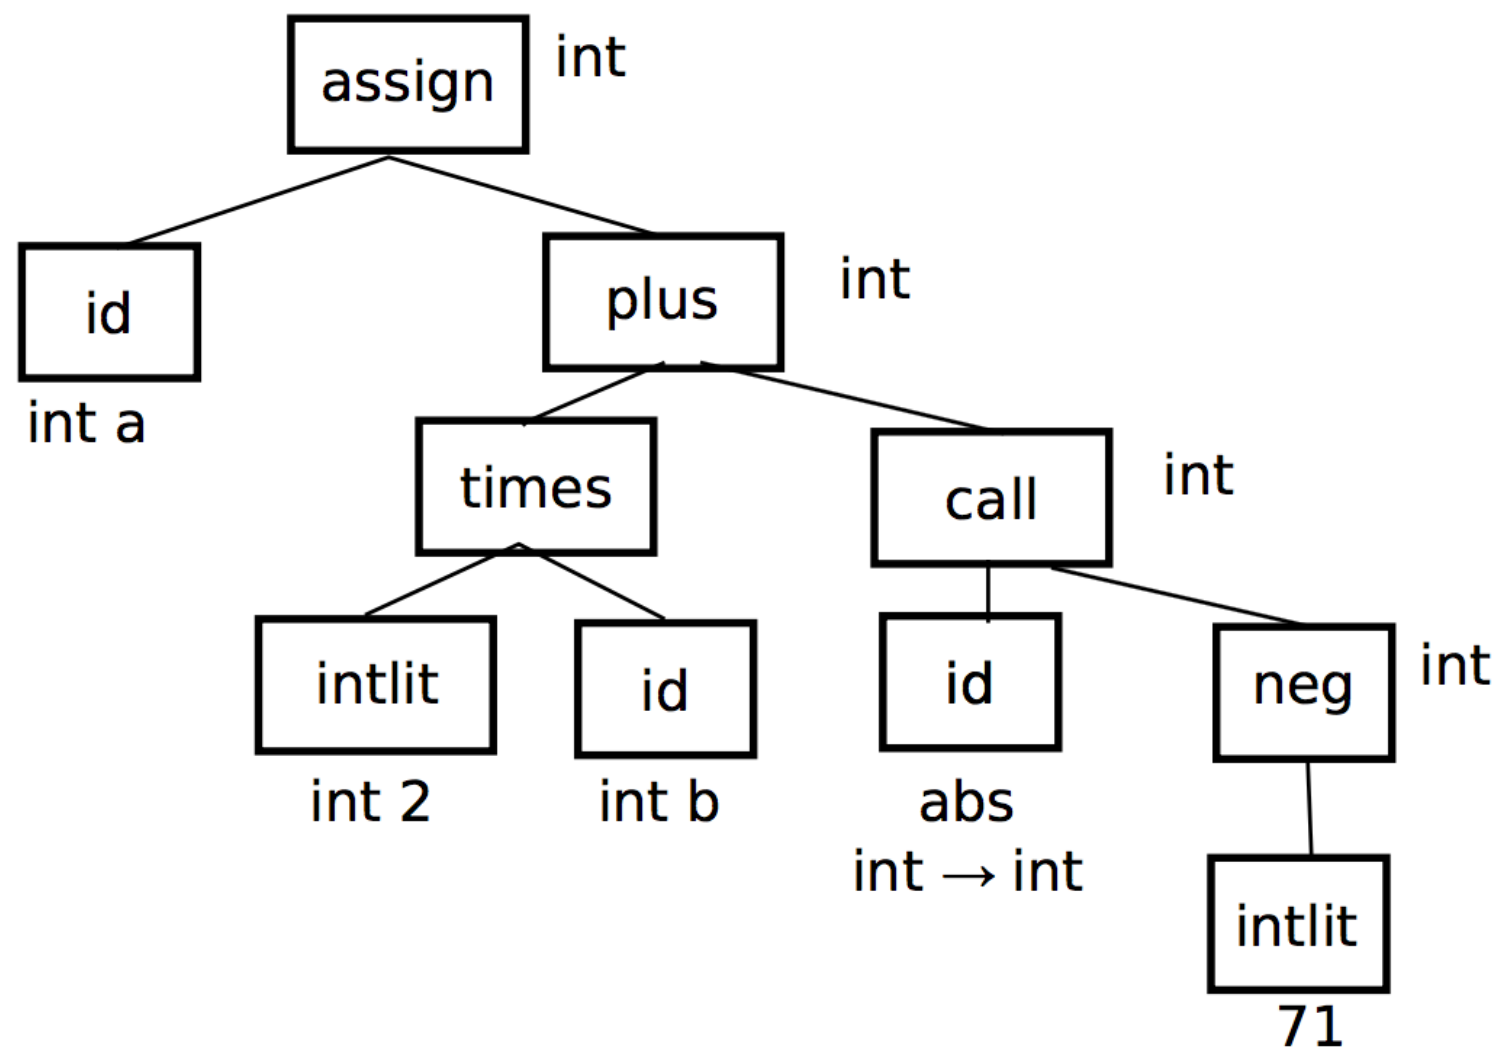 assign
int
id
int a
plus
int
times
call
int
intlit
int 2
id
int b
id
abs
int → int
neg
int
intlit
71